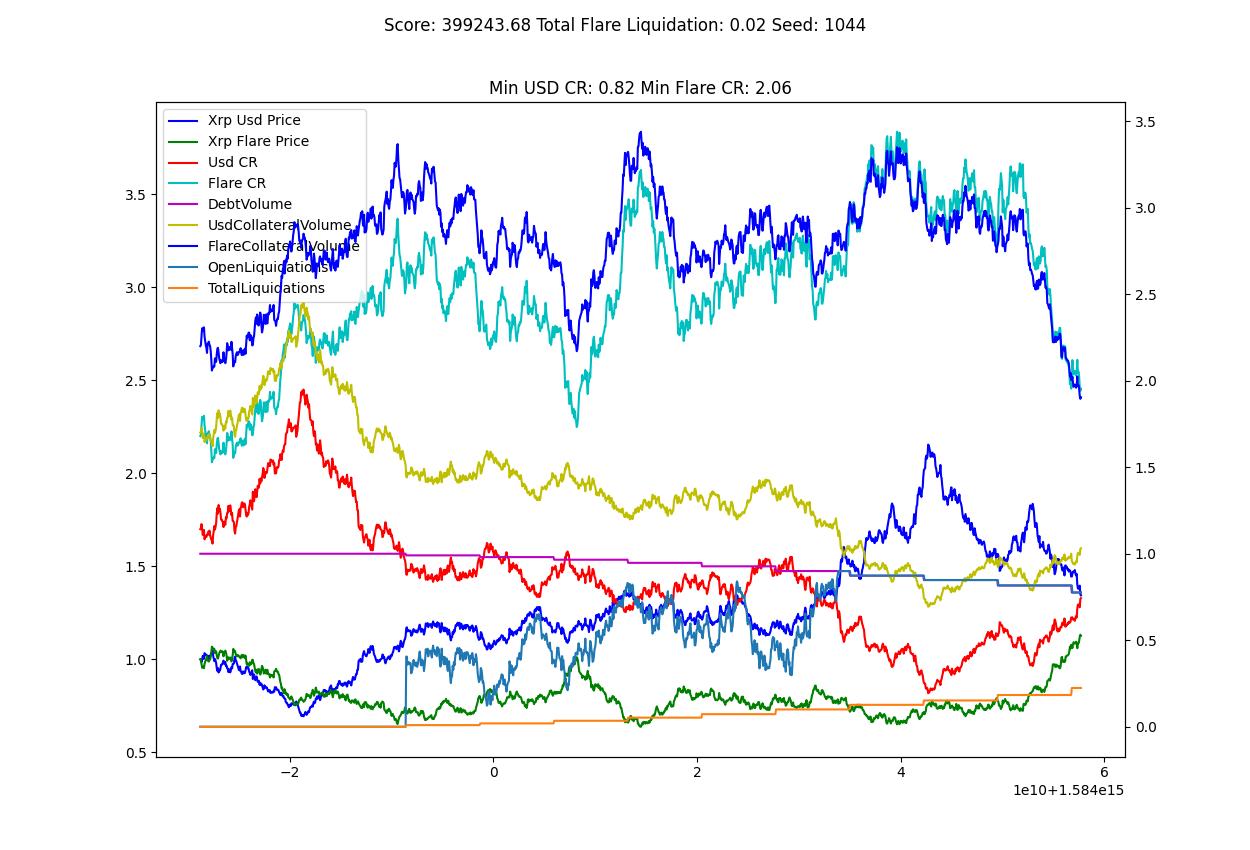 Score: 399243.68 Total Flare Liquidation: 0.02 Seed: 1044
Min USD CR: 0.82 Min Flare CR: 2.06
Xrp Usd Price
Xrp Flare Price
Usd CR
Flare CR
DebtVolume
UsdCollateralVolume
FlareCollateralVolume
OpenLiquidations
TotalLiquidations
3.5
3.0
2.5
2.0
1.5
1.0
0.5
3.5
3.0
2.5
2.0
1.5
1.0
0.5
0.0
−2
0
2
4
6
1e10+1.584e15